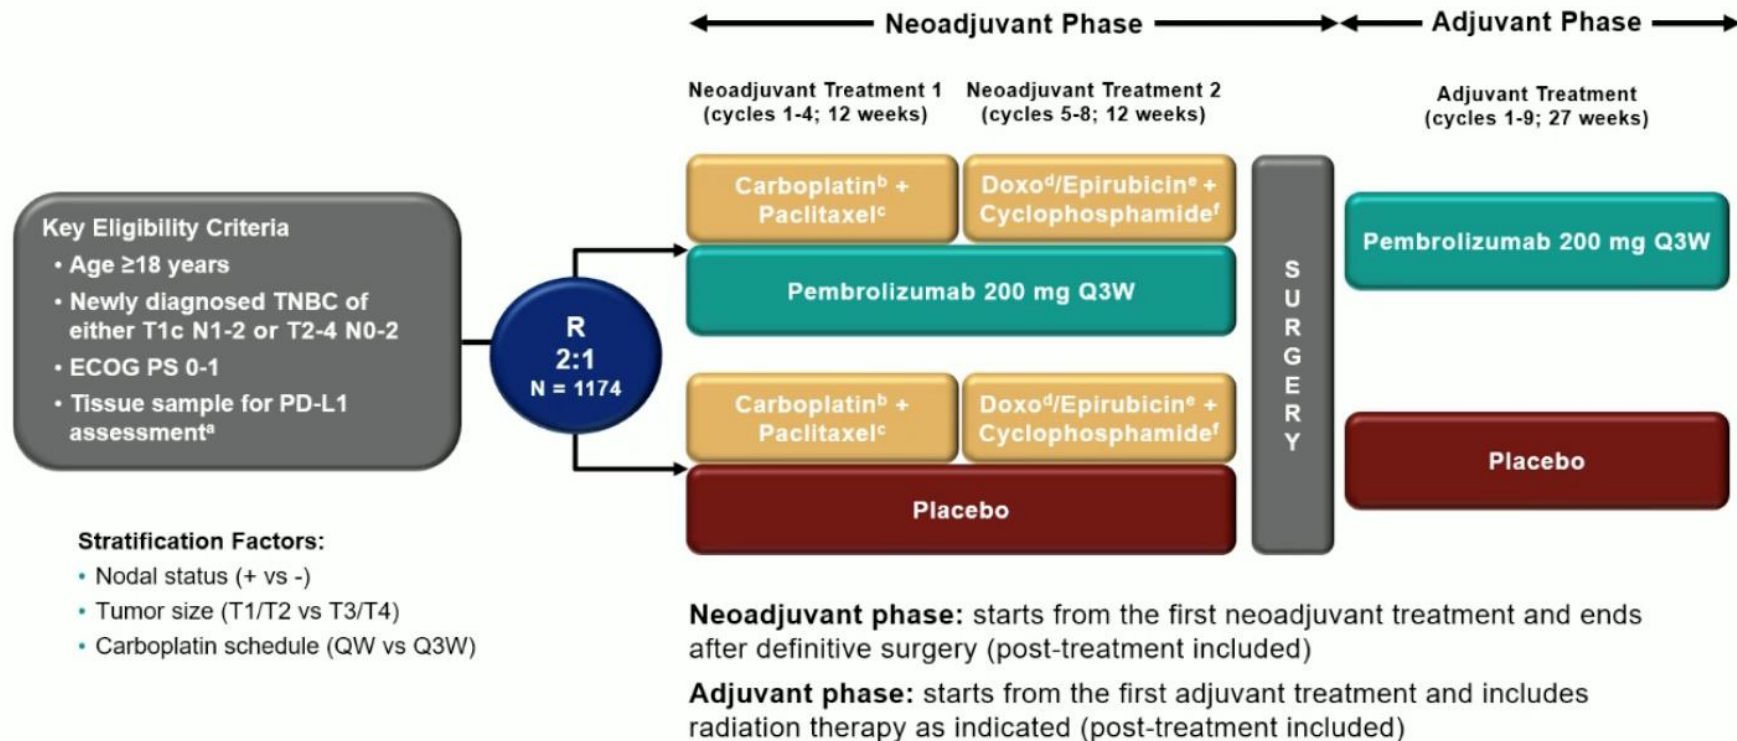 Neoadjuvant Phase
Adjuvant Phase
Neoadjuvant Treatment 1
(cycles 1-4; 12 weeks)
Neoadjuvant Treatment 2
(cycles 5-8; 12 weeks)
Adjuvant Treatment
(cycles 1-9; 27 weeks)
Key Eligibility Criteria
• Age ≥18 years
• Newly diagnosed TNBC of
either T1c N1-2 or T2-4 N0-2
• ECOG PS 0-1
• Tissue sample for PD-L1
assessmentᵃ
R
2:1
N = 1174
Carboplatinᵇ +
Paclitaxelᶜ
Doxoᵈ/Epirubicinᵉ +
Cyclophosphamideᶠ
Pembrolizumab 200 mg Q3W
Carboplatinᵇ +
Paclitaxelᶜ
Doxoᵈ/Epirubicinᵉ +
Cyclophosphamideᶠ
Placebo
SURGERY
Pembrolizumab 200 mg Q3W
Placebo
Stratification Factors:
• Nodal status (+ vs -)
• Tumor size (T1/T2 vs T3/T4)
• Carboplatin schedule (QW vs Q3W)
Neoadjuvant phase: starts from the first neoadjuvant treatment and ends
after definitive surgery (post-treatment included)
Adjuvant phase: starts from the first adjuvant treatment and includes
radiation therapy as indicated (post-treatment included)